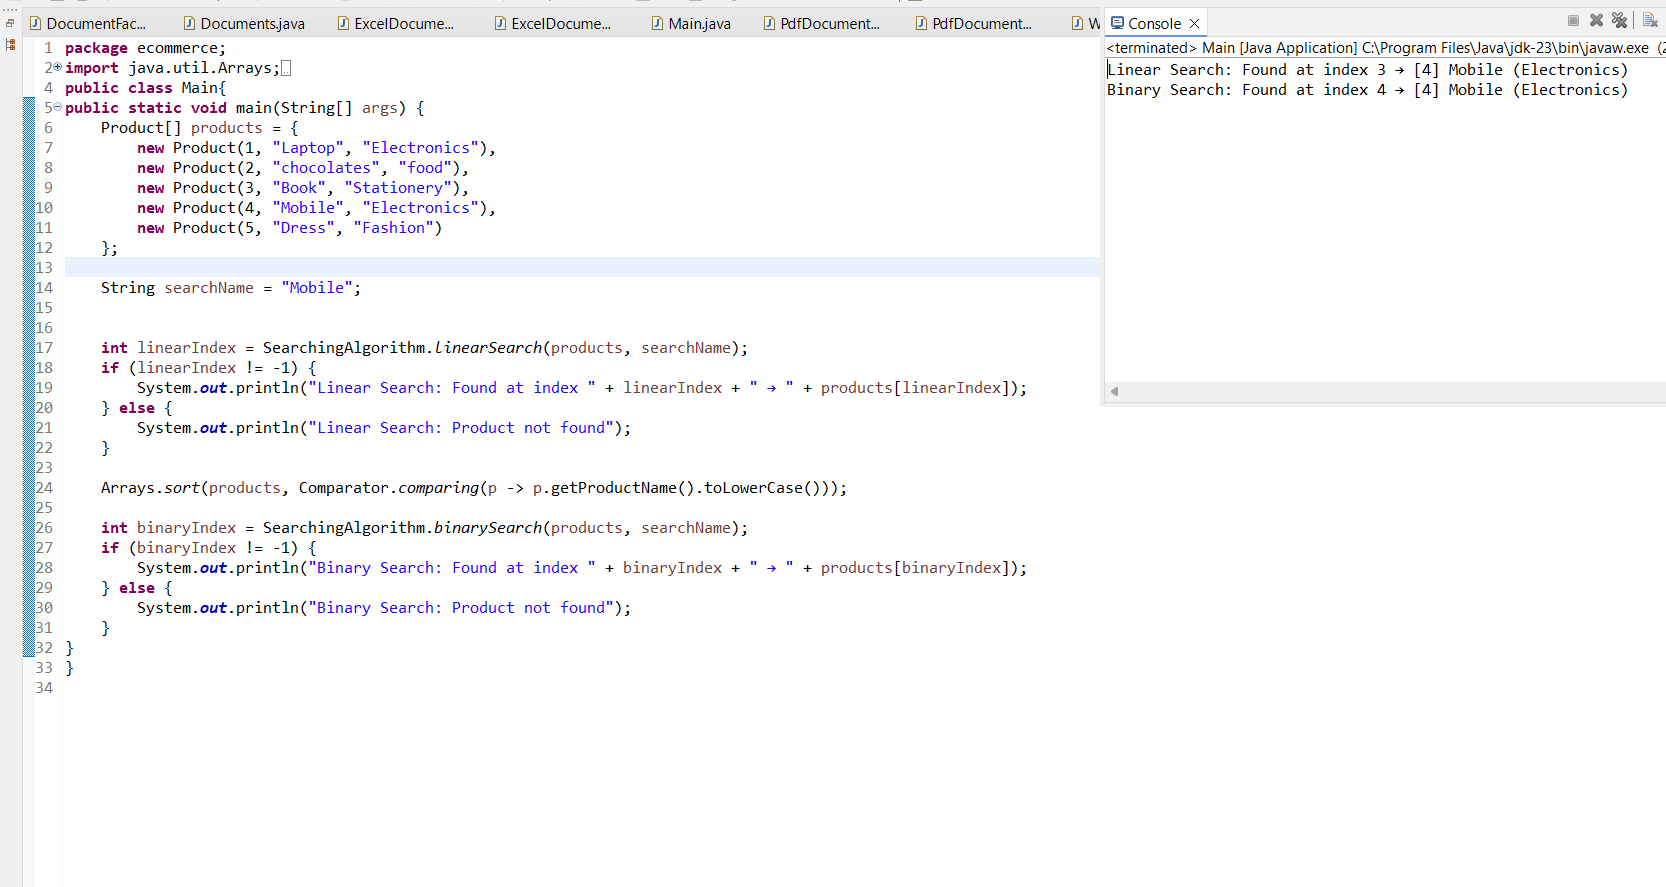 DocumentFac... Documents.java ExcelDocume... ExcelDocume... Main.java PdfDocument... PdfDocument... W
1 package ecommerce;
2 import java.util.Arrays;
4 public class Main{
5 public static void main(String[] args) {
6 Product[] products = {
7 new Product(1, "Laptop", "Electronics"),
8 new Product(2, "chocolates", "food"),
9 new Product(3, "Book", "Stationery"),
10 new Product(4, "Mobile", "Electronics"),
11 new Product(5, "Dress", "Fashion")
12 };
13
14 String searchName = "Mobile";
15
16
17 int linearIndex = SearchingAlgorithm.linearSearch(products, searchName);
18 if (linearIndex != -1) {
19 System.out.println("Linear Search: Found at index " + linearIndex + " → " + products[linearIndex]);
20 } else {
21 System.out.println("Linear Search: Product not found");
22 }
23
24 Arrays.sort(products, Comparator.comparing(p -> p.getProductName().toLowerCase()));
25
26 int binaryIndex = SearchingAlgorithm.binarySearch(products, searchName);
27 if (binaryIndex != -1) {
28 System.out.println("Binary Search: Found at index " + binaryIndex + " → " + products[binaryIndex]);
29 } else {
30 System.out.println("Binary Search: Product not found");
31 }
32 }
33 }
34
Console
<terminated> Main [Java Application] C:\Program Files\Java\jdk-23\bin\javaw.exe (2
Linear Search: Found at index 3 → [4] Mobile (Electronics)
Binary Search: Found at index 4 → [4] Mobile (Electronics)